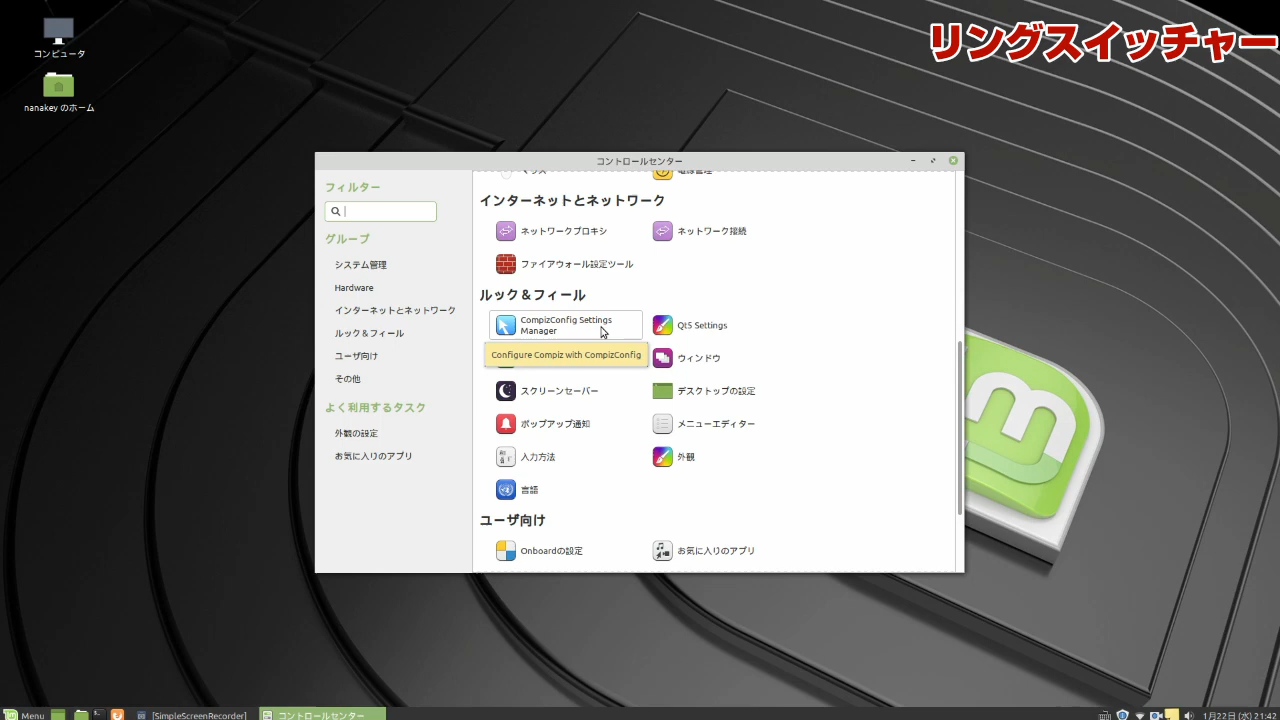 リングスイッチャー
コンピュータ
nanakey のホーム
コントロールセンター
フィルター
グループ
システム管理
Hardware
インターネットとネットワーク
ルック＆フィール
ユーザ向け
その他
よく利用するタスク
外観の設定
お気に入りのアプリ
マウス
電源管理
インターネットとネットワーク
ネットワークプロキシ
ネットワーク接続
ファイアウォール設定ツール
ルック＆フィール
CompizConfig Settings
Manager
Qt5 Settings
Configure Compiz with CompizConfig
ウィンドウ
スクリーンセーバー
デスクトップの設定
ポップアップ通知
メニューエディター
入力方法
外観
言語
ユーザ向け
Onboardの設定
お気に入りのアプリ
Menu
[SimpleScreenRecorder]
コントロールセンター
1月22日 (水) 21:42